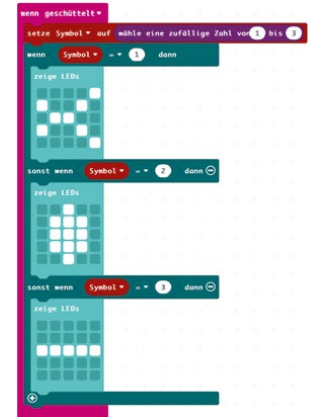 wenn geschüttelt
setze Symbol auf wähle eine zufällige Zahl von 1 bis 3
wenn Symbol = 1 dann
zeige LEDs
sonst wenn Symbol = 2 dann
zeige LEDs
sonst wenn Symbol = 3 dann
zeige LEDs